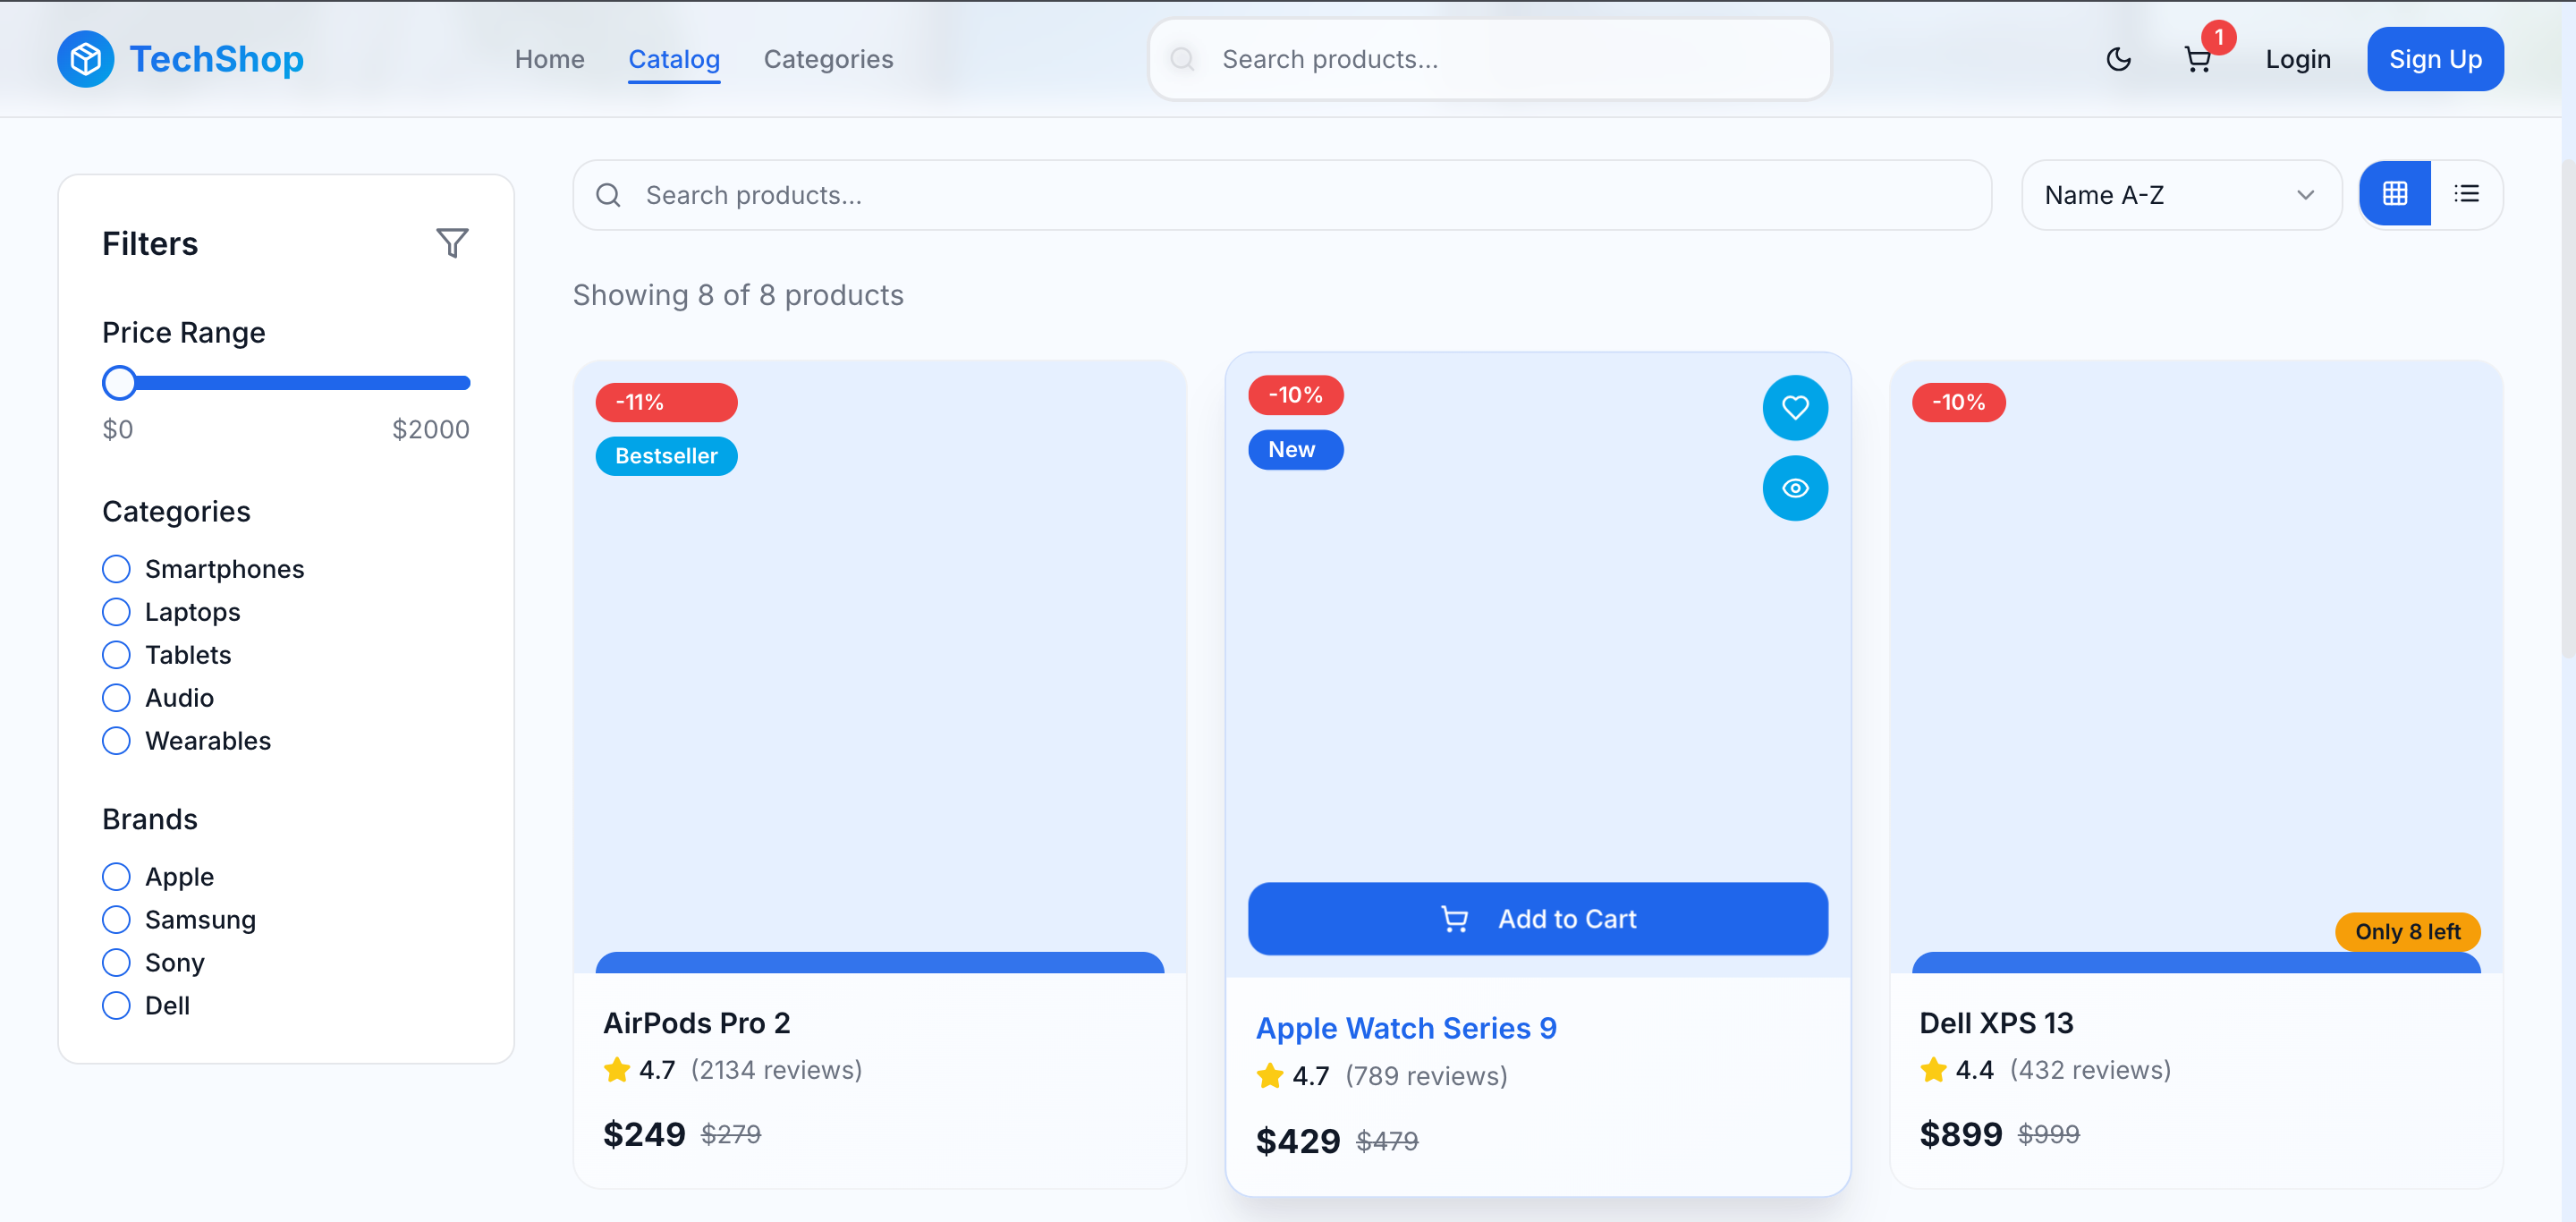 TechShop
Home
Catalog
Categories
Search products...
1
Login
Sign Up
Filters
Price Range
$0
$2000
Categories
Smartphones
Laptops
Tablets
Audio
Wearables
Brands
Apple
Samsung
Sony
Dell
Search products...
Name A-Z
Showing 8 of 8 products
-11%
Bestseller
AirPods Pro 2
4.7 (2134 reviews)
$249 $279
-10%
New
Add to Cart
Apple Watch Series 9
4.7 (789 reviews)
$429 $479
-10%
Only 8 left
Dell XPS 13
4.4 (432 reviews)
$899 $999